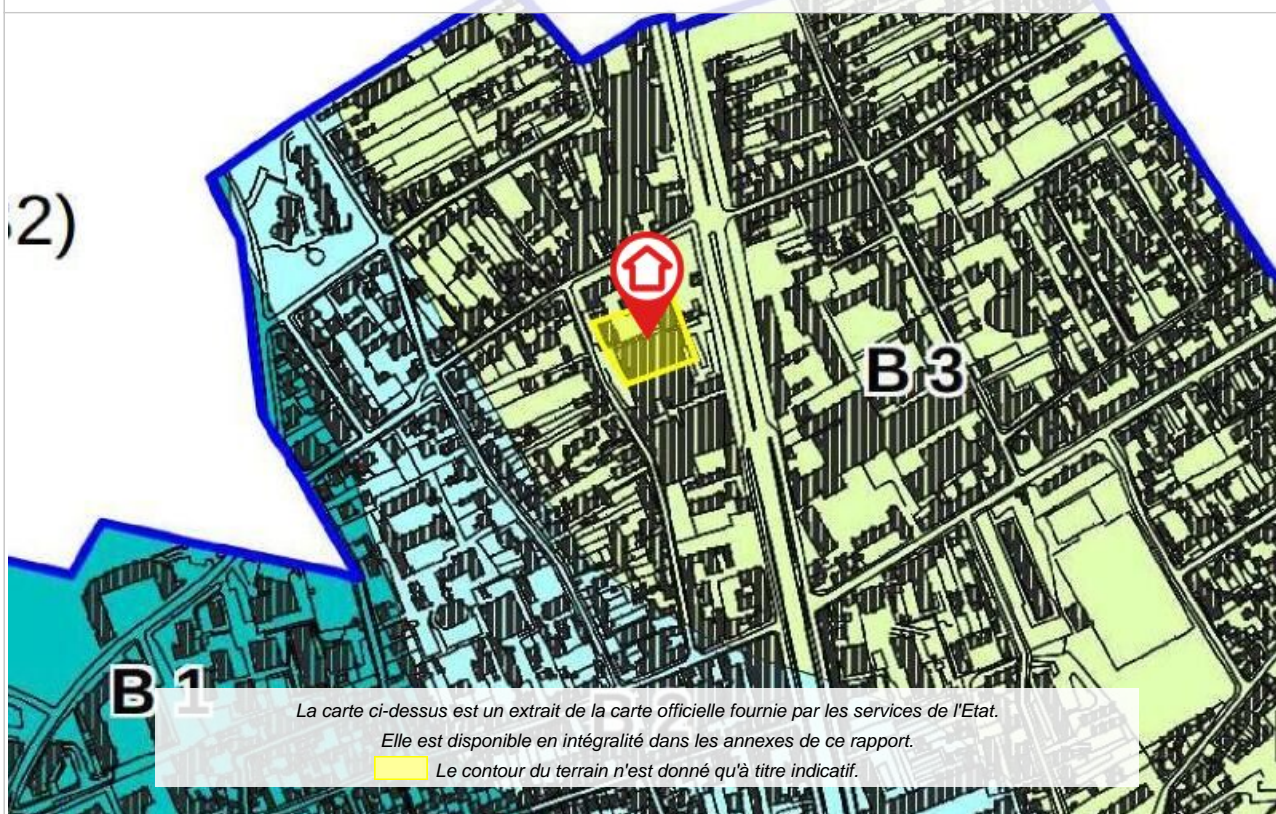 2)
B 3
B 1
La carte ci-dessus est un extrait de la carte officielle fournie par les services de l'Etat.
Elle est disponible en intégralité dans les annexes de ce rapport.
Le contour du terrain n'est donné qu'à titre indicatif.